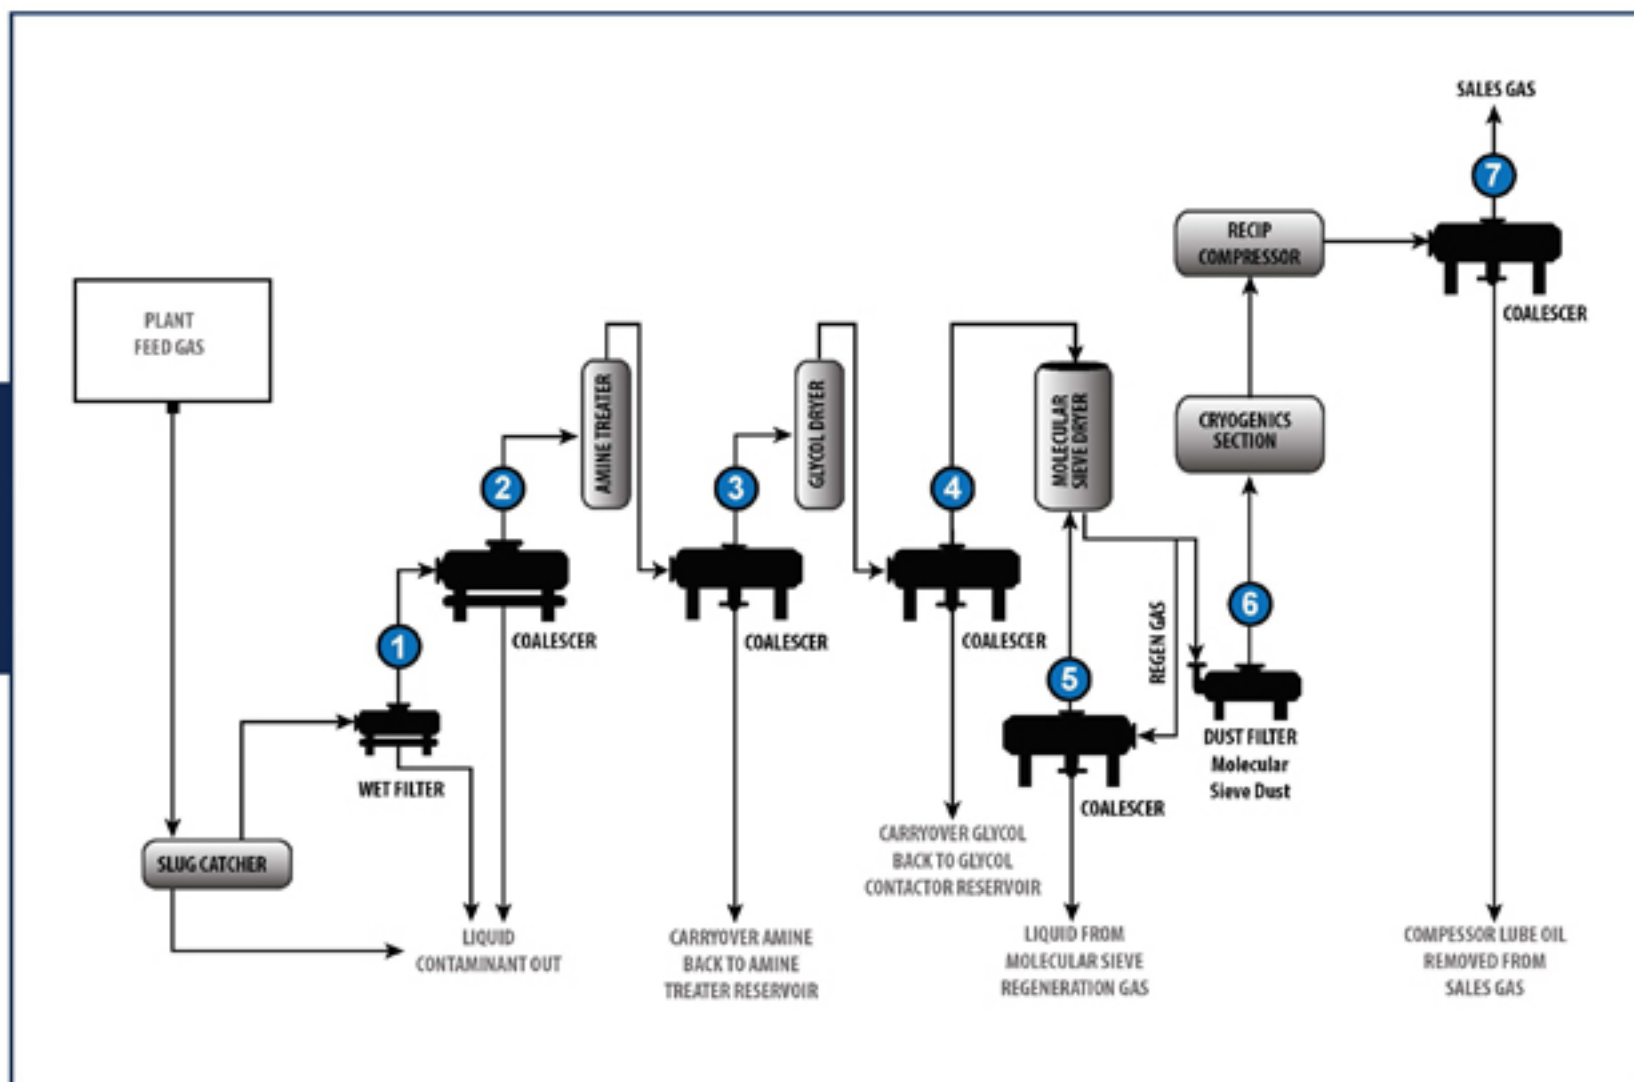 PLANT
FEED GAS
SLUG CATCHER
1
WET FILTER
2
COALESCER
LIQUID
CONTAMINANT OUT
AMINE TREATER
3
COALESCER
CARRYOVER AMINE
BACK TO AMINE
TREATER RESERVOIR
GLYCOL DRYER
4
COALESCER
CARRYOVER GLYCOL
BACK TO GLYCOL
CONTACTOR RESERVOIR
MOLECULAR
SIEVE DRYER
5
COALESCER
LIQUID FROM
MOLECULAR SIEVE
REGENERATION GAS
REGEN GAS
6
DUST FILTER
Molecular
Sieve Dust
CRYOGENICS
SECTION
RECIP
COMPRESSOR
SALES GAS
7
COALESCER
COMPESSOR LUBE OIL
REMOVED FROM
SALES GAS